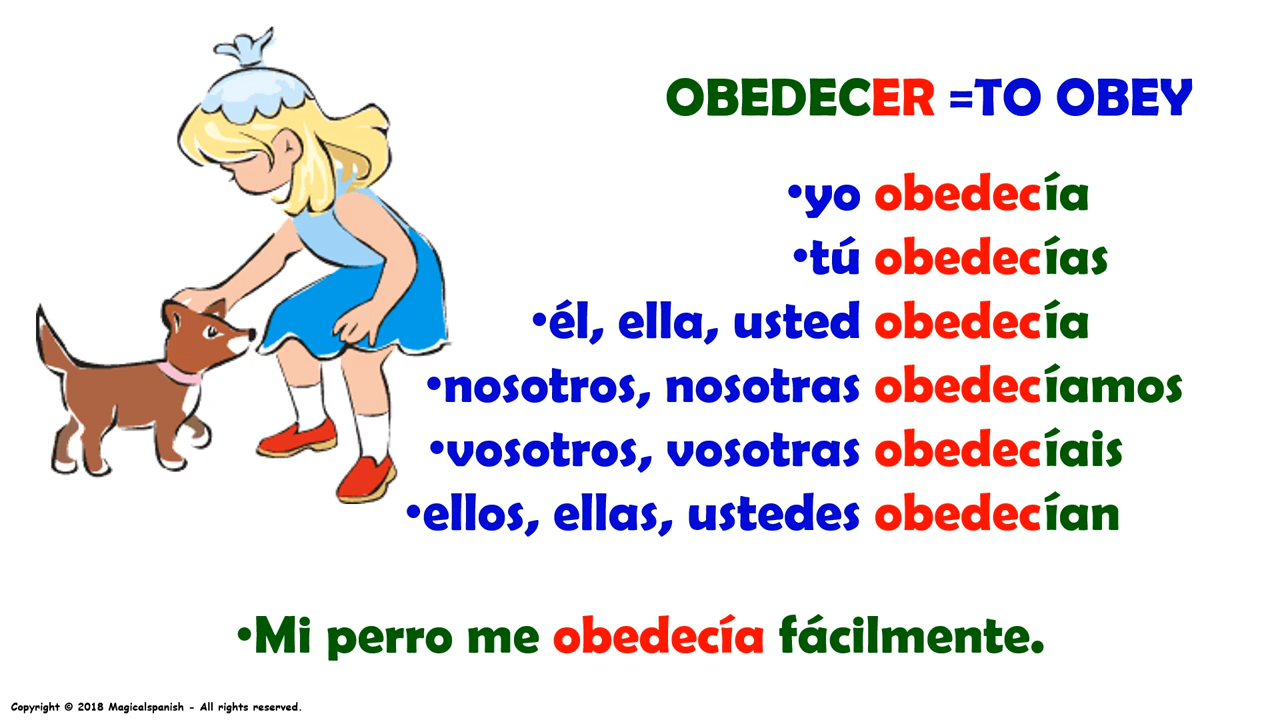 OBEDECER =TO OBEY
•yo obedecía
•tú obedecías
•él, ella, usted obedecía
•nosotros, nosotras obedecíamos
•vosotros, vosotras obedecíais
•ellos, ellas, ustedes obedecían
•Mi perro me obedecía fácilmente.
Copyright © 2018 Magicalspanish - All rights reserved.